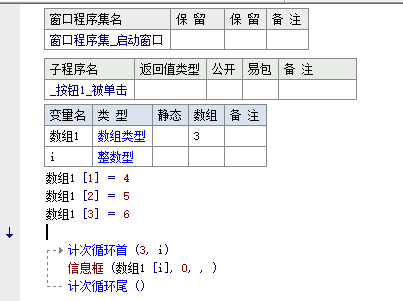 窗口程序集名 保 留 保 留 备 注
窗口程序集_启动窗口
子程序名 返回值类型 公开 易包 备 注
_按钮1_被单击
变量名 类 型 静态 数组 备 注
数组1 数组类型 3
i 整数型
数组1 [1] = 4
数组1 [2] = 5
数组1 [3] = 6
计次循环首 (3, i)
信息框 (数组1 [i], 0, , )
计次循环尾 ()